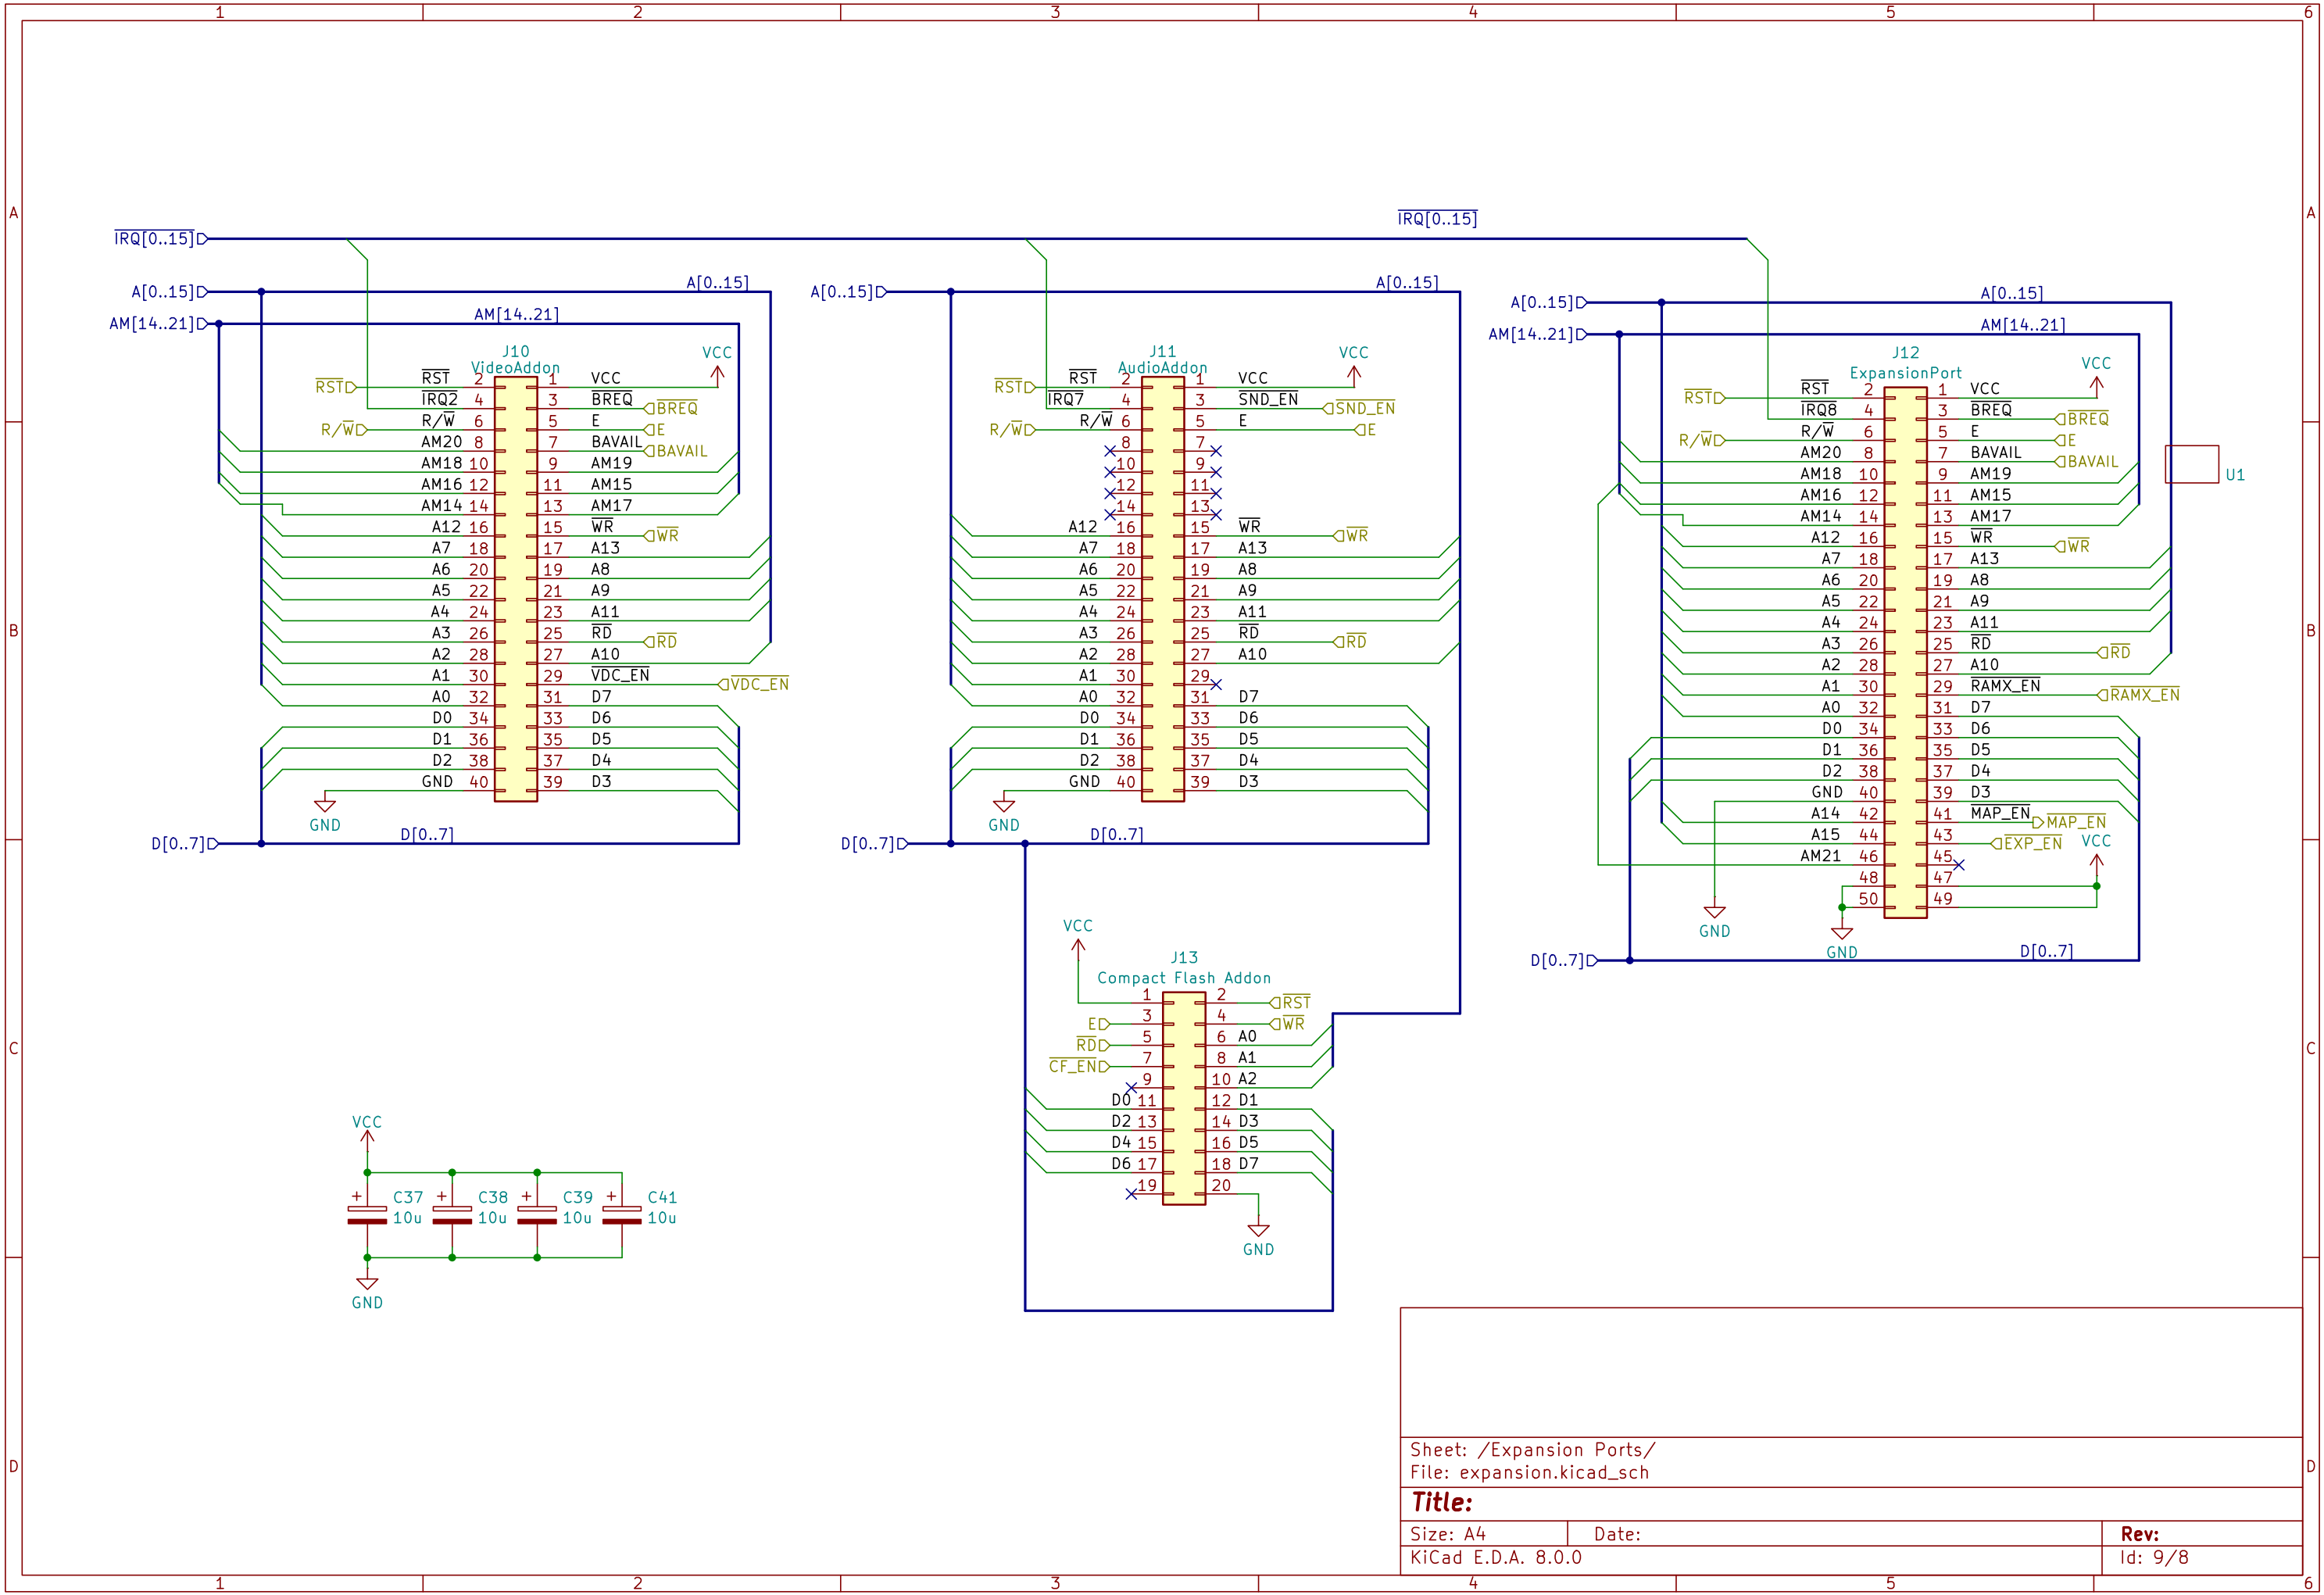 1 2 3 4 5 6
A
B
C
D
IRQ[0..15]
IRQ[0..15]
A[0..15]
A[0..15]
AM[14..21]
AM[14..21]
J10
VideoAddon
VCC
RST RST 2 1 VCC
IRQ2 4 3 BREQ BREQ
R/W R/W 6 5 E E
AM20 8 7 BAVAIL BAVAIL
AM18 10 9 AM19
AM16 12 11 AM15
AM14 14 13 AM17
A12 16 15 WR WR
A7 18 17 A13
A6 20 19 A8
A5 22 21 A9
A4 24 23 A11
A3 26 25 RD RD
A2 28 27 A10
A1 30 29 VDC_EN VDC_EN
A0 32 31 D7
D0 34 33 D6
D1 36 35 D5
D2 38 37 D4
GND 40 39 D3
GND
D[0..7] D[0..7]
A[0..15]
A[0..15]
J11
AudioAddon
VCC
RST RST 2 1 VCC
IRQ7 4 3 SND_EN SND_EN
R/W R/W 6 5 E E
8 7
10 9
12 11
14 13
A12 16 15 WR WR
A7 18 17 A13
A6 20 19 A8
A5 22 21 A9
A4 24 23 A11
A3 26 25 RD RD
A2 28 27 A10
A1 30 29
A0 32 31 D7
D0 34 33 D6
D1 36 35 D5
D2 38 37 D4
GND 40 39 D3
GND
D[0..7] D[0..7]
A[0..15]
A[0..15]
AM[14..21]
AM[14..21]
J12
ExpansionPort
VCC
RST RST 2 1 VCC
IRQ8 4 3 BREQ BREQ
R/W R/W 6 5 E E
AM20 8 7 BAVAIL BAVAIL
AM18 10 9 AM19
U1
AM16 12 11 AM15
AM14 14 13 AM17
A12 16 15 WR WR
A7 18 17 A13
A6 20 19 A8
A5 22 21 A9
A4 24 23 A11
A3 26 25 RD RD
A2 28 27 A10
A1 30 29 RAMX_EN RAMX_EN
A0 32 31 D7
D0 34 33 D6
D1 36 35 D5
D2 38 37 D4
GND 40 39 D3
A14 42 41 MAP_EN MAP_EN
A15 44 43 EXP_EN VCC
AM21 46 45
48 47
50 49
GND
GND
D[0..7] D[0..7]
VCC
J13
Compact Flash Addon
1 2 RST
E 3 4 WR
RD 5 6 A0
CF_EN 7 8 A1
9 10 A2
D0 11 12 D1
D2 13 14 D3
D4 15 16 D5
D6 17 18 D7
19 20
GND
VCC
+ C37 + C38 + C39 + C41
10u 10u 10u 10u
GND
Sheet: /Expansion Ports/
File: expansion.kicad_sch
Title:
Size: A4 Date: Rev:
KiCad E.D.A. 8.0.0 Id: 9/8
A
B
C
D
1 2 3 4 5 6